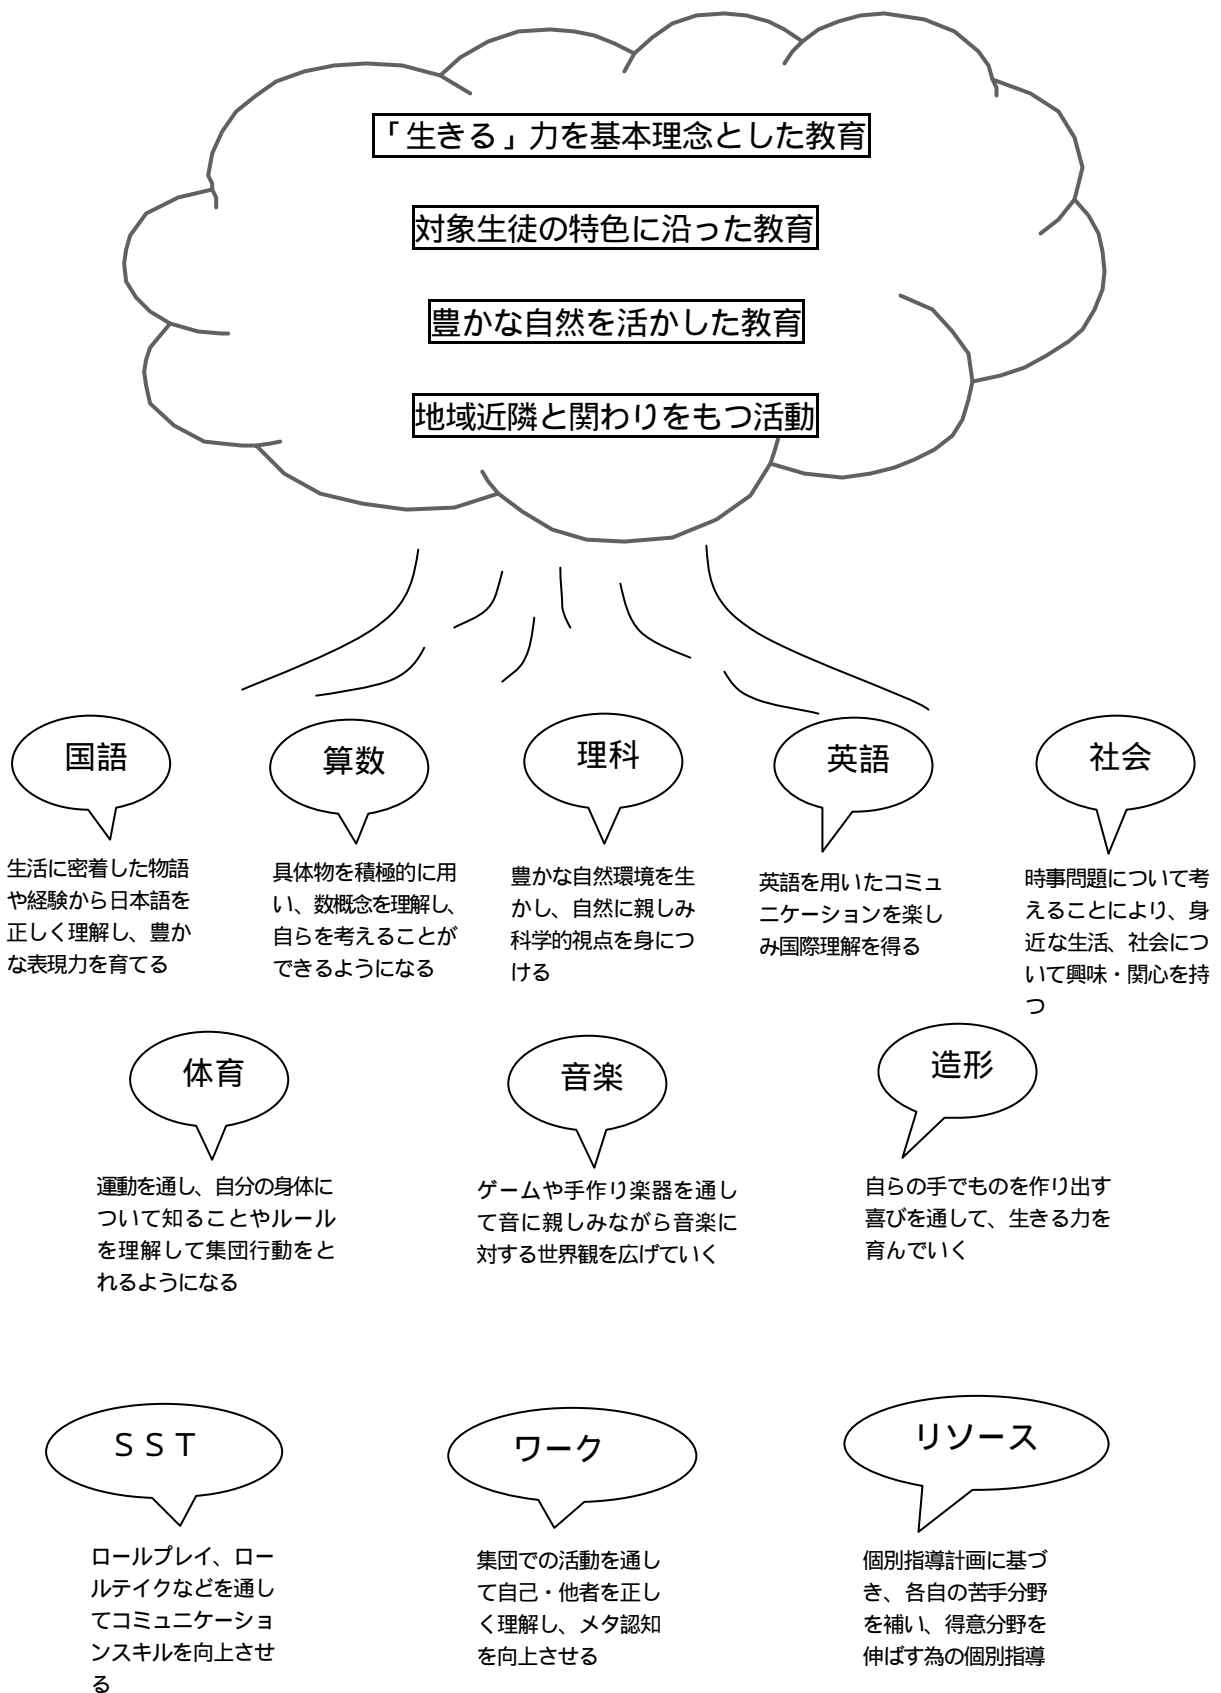 「生きる」力を基本理念とした教育
対象生徒の特色に沿った教育
豊かな自然を活かした教育
地域近隣と関わりをもつ活動
国語
生活に密着した物語
や経験から日本語を
正しく理解し、豊か
な表現力を育てる
算数
具体物を積極的に用
い、数概念を理解し、
自らを考えることが
できるようになる
理科
豊かな自然環境を生
かし、自然に親しみ
科学的視点を身につ
ける
英語
英語を用いたコミュ
ニケーションを楽し
み国際理解を得る
社会
時事問題について考
えることにより、身
近な生活、社会につ
いて興味・関心を持
つ
体育
運動を通し、自分の身体に
ついて知ることやルール
を理解して集団行動をと
れるようになる
音楽
ゲームや手作り楽器を通し
て音に親しみながら音楽に
対する世界観を広げていく
造形
自らの手でものを作り出す
喜びを通して、生きる力を
育んでいく
ＳＳＴ
ロールプレイ、ロー
ルテイクなどを通し
てコミュニケーショ
ンスキルを向上させ
る
ワーク
集団での活動を通し
て自己・他者を正し
く理解し、メタ認知
を向上させる
リソース
個別指導計画に基づ
き、各自の苦手分野
を補い、得意分野を
伸ばす為の個別指導